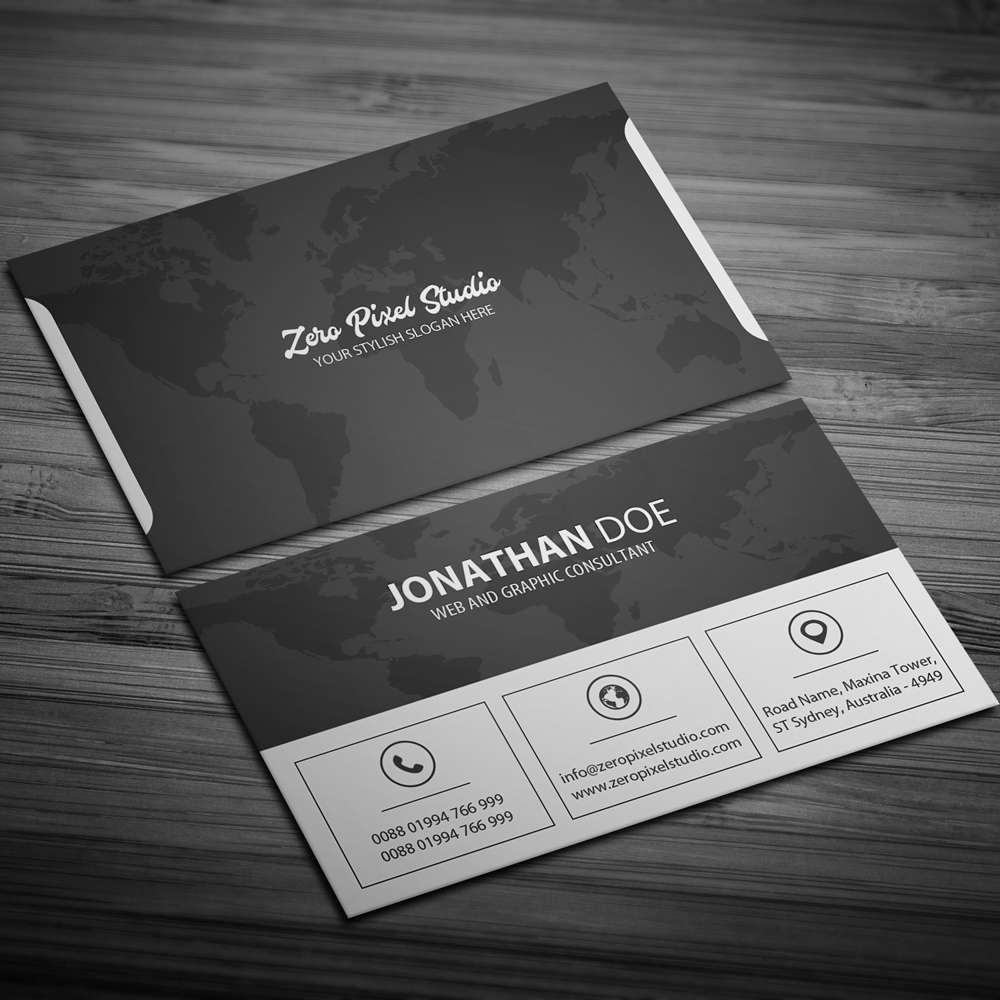 Zero Pixel Studio
YOUR STYLISH SLOGAN HERE
JONATHAN DOE
WEB AND GRAPHIC CONSULTANT
0088 01994 766 999
0088 01994 766 999
info@zeropixelstudio.com
www.zeropixelstudio.com
Road Name, Maxina Tower,
ST Sydney, Australia - 4949